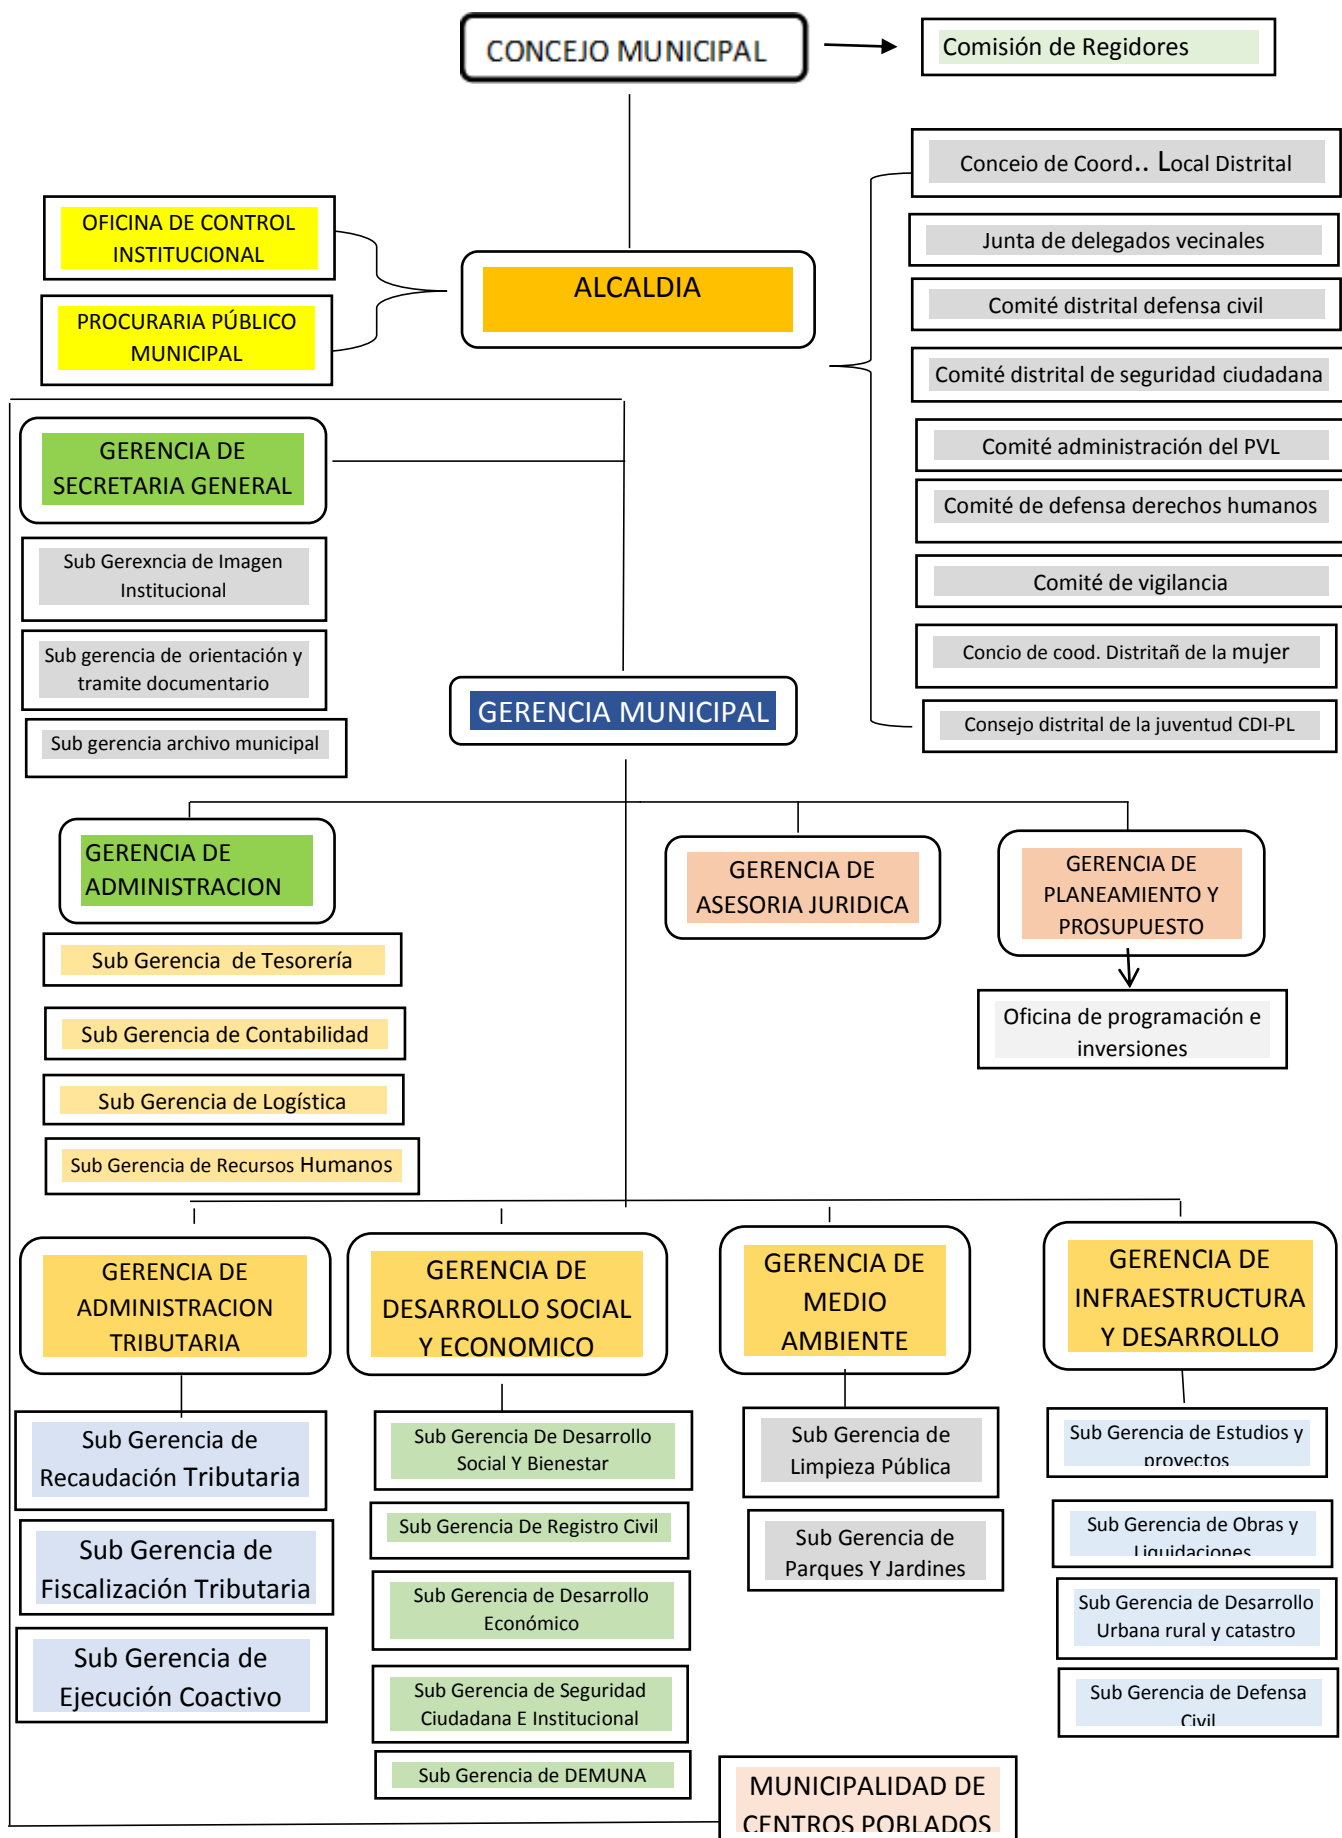 CONCEJO MUNICIPAL
Comisión de Regidores
Conceio de Coord.. Local Distrital
Junta de delegados vecinales
Comité distrital defensa civil
Comité distrital de seguridad ciudadana
Comité administración del PVL
Comité de defensa derechos humanos
Comité de vigilancia
Concio de cood. Distritañ de la mujer
Consejo distrital de la juventud CDI-PL
OFICINA DE CONTROL
INSTITUCIONAL
PROCURARIA PÚBLICO
MUNICIPAL
ALCALDIA
GERENCIA DE
SECRETARIA GENERAL
Sub Gerexncia de Imagen
Institucional
Sub gerencia de orientación y
tramite documentario
Sub gerencia archivo municipal
GERENCIA MUNICIPAL
GERENCIA DE
ADMINISTRACION
GERENCIA DE
ASESORIA JURIDICA
GERENCIA DE
PLANEAMIENTO Y
PROSUPUESTO
Sub Gerencia de Tesorería
Sub Gerencia de Contabilidad
Sub Gerencia de Logística
Sub Gerencia de Recursos Humanos
Oficina de programación e
inversiones
GERENCIA DE
ADMINISTRACION
TRIBUTARIA
GERENCIA DE
DESARROLLO SOCIAL
Y ECONOMICO
GERENCIA DE
MEDIO
AMBIENTE
GERENCIA DE
INFRAESTRUCTURA
Y DESARROLLO
Sub Gerencia de
Recaudación Tributaria
Sub Gerencia de
Fiscalización Tributaria
Sub Gerencia de
Ejecución Coactivo
Sub Gerencia De Desarrollo
Social Y Bienestar
Sub Gerencia De Registro Civil
Sub Gerencia de Desarrollo
Económico
Sub Gerencia de Seguridad
Ciudadana E Institucional
Sub Gerencia de DEMUNA
Sub Gerencia de
Limpieza Pública
Sub Gerencia de
Parques Y Jardines
Sub Gerencia de Estudios y
proyectos
Sub Gerencia de Obras y
Liquidaciones
Sub Gerencia de Desarrollo
Urbana rural y catastro
Sub Gerencia de Defensa
Civil
MUNICIPALIDAD DE
CENTROS POBLADOS